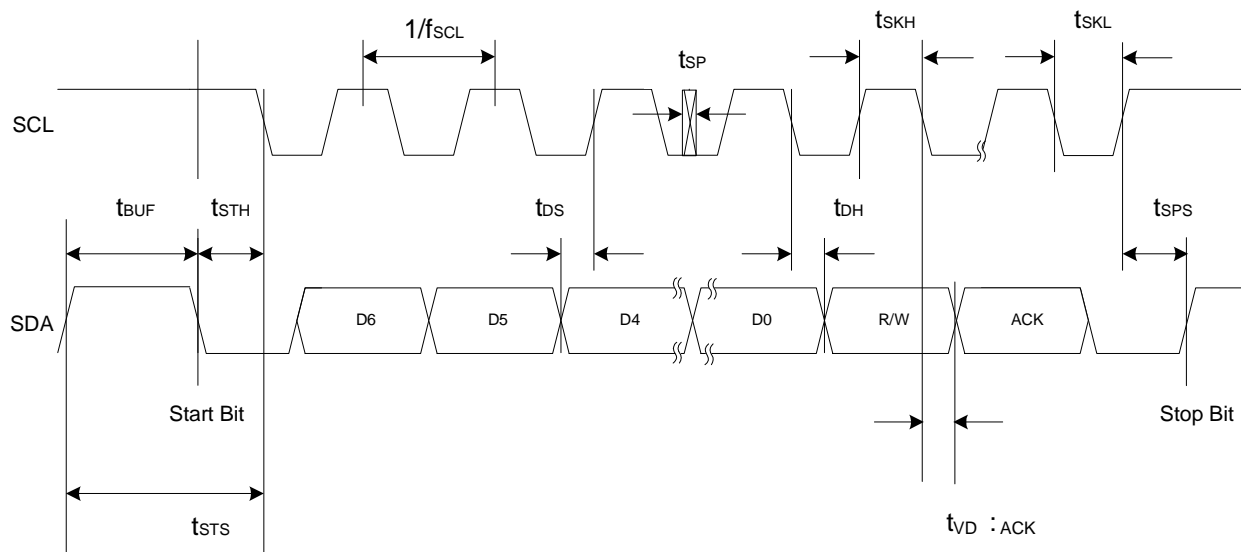 1/fSCL
tSP
tSKH
tSKL
SCL
tBUF
tSTH
tDS
tDH
tSPS
SDA
D6
D5
D4
D0
R/W
ACK
Start Bit
Stop Bit
tSTS
tVD : ACK